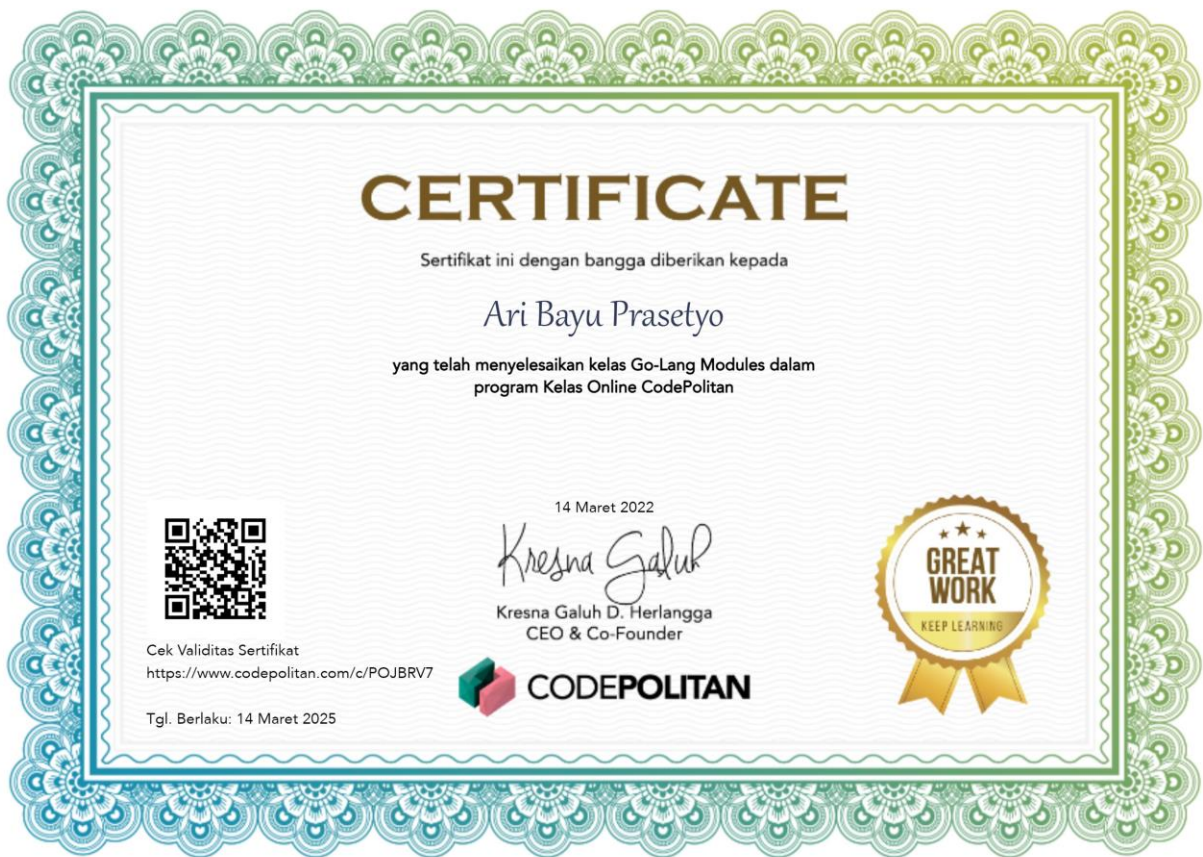 CERTIFICATE
Sertifikat ini dengan bangga diberikan kepada
Ari Bayu Prasetyo
yang telah menyelesaikan kelas Go-Lang Modules dalam
program Kelas Online CodePolitan
14 Maret 2022
Kresna Galuh
Kresna Galuh D. Herlangga
CEO & Co-Founder
CODEPOLITAN
Cek Validitas Sertifikat
https://www.codepolitan.com/c/POJBRV7
Tgl. Berlaku: 14 Maret 2025
GREAT
WORK
KEEP LEARNING